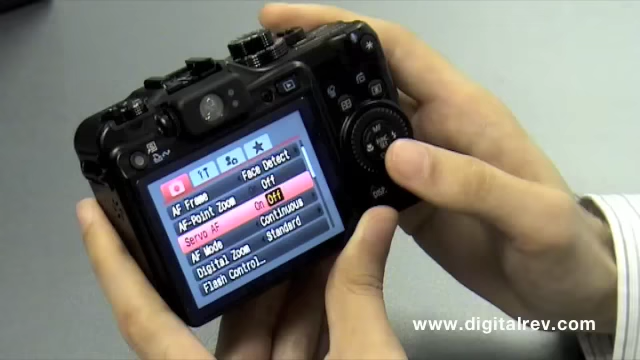 AF Frame Face Detect
AF-Point Zoom Off
Servo AF On Off
AF Mode Continuous
Digital Zoom Standard
Flash Control...
DISP.
www.digitalrev.com